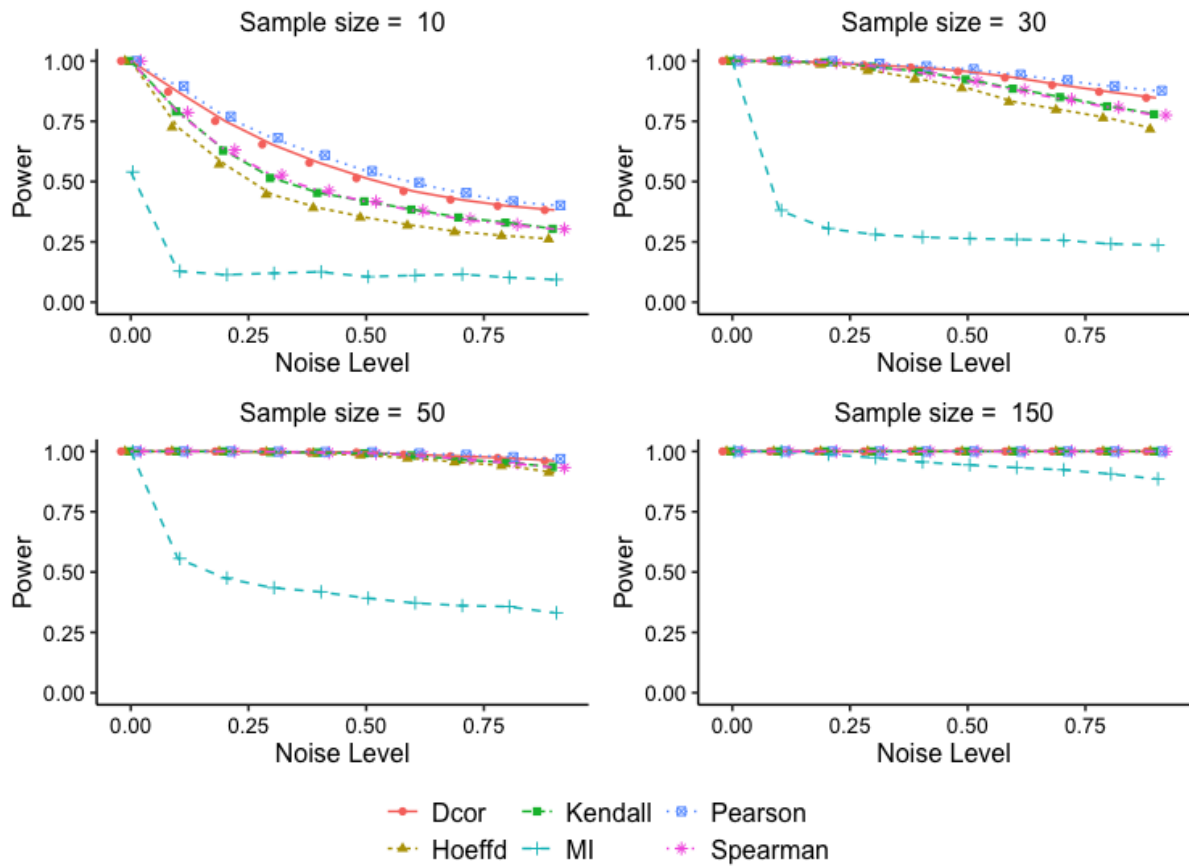 Sample size = 10
1.00
0.75
0.50
0.25
0.00
Power
0.00 0.25 0.50 0.75
Noise Level
Sample size = 30
1.00
0.75
0.50
0.25
0.00
Power
0.00 0.25 0.50 0.75
Noise Level
Sample size = 50
1.00
0.75
0.50
0.25
0.00
Power
0.00 0.25 0.50 0.75
Noise Level
Sample size = 150
1.00
0.75
0.50
0.25
0.00
Power
0.00 0.25 0.50 0.75
Noise Level
Dcor Kendall Pearson
Hoeffd MI Spearman